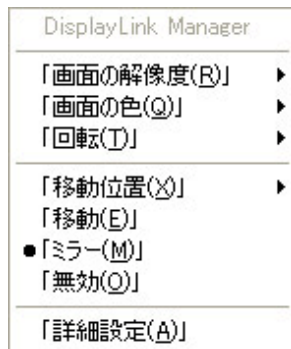 DisplayLink Manager
「画面の解像度(R)」
「画面の色(Q)」
「回転(T)」
「移動位置(X)」
「移動(E)」
「ミラー(M)」
「無効(O)」
「詳細設定(A)」